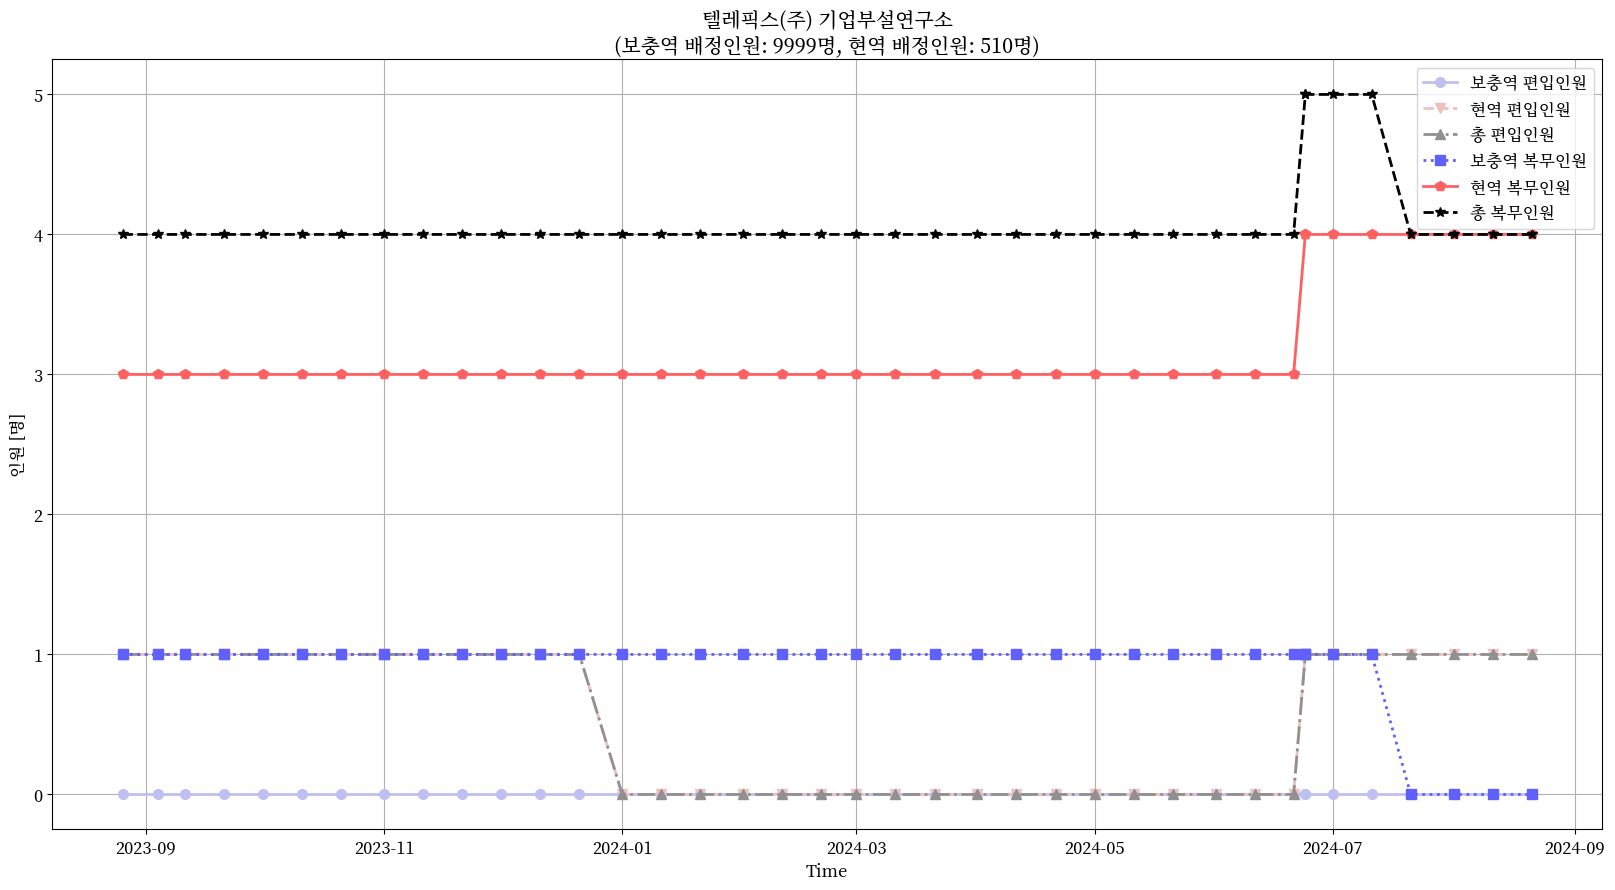 텔레픽스(주) 기업부설연구소
(보충역 배정인원: 9999명, 현역 배정인원: 510명)
보충역 편입인원
현역 편입인원
총 편입인원
보충역 복무인원
현역 복무인원
총 복무인원
인원 [명]
5
4
3
2
1
0
2023-09 2023-11 2024-01 2024-03 2024-05 2024-07 2024-09
Time